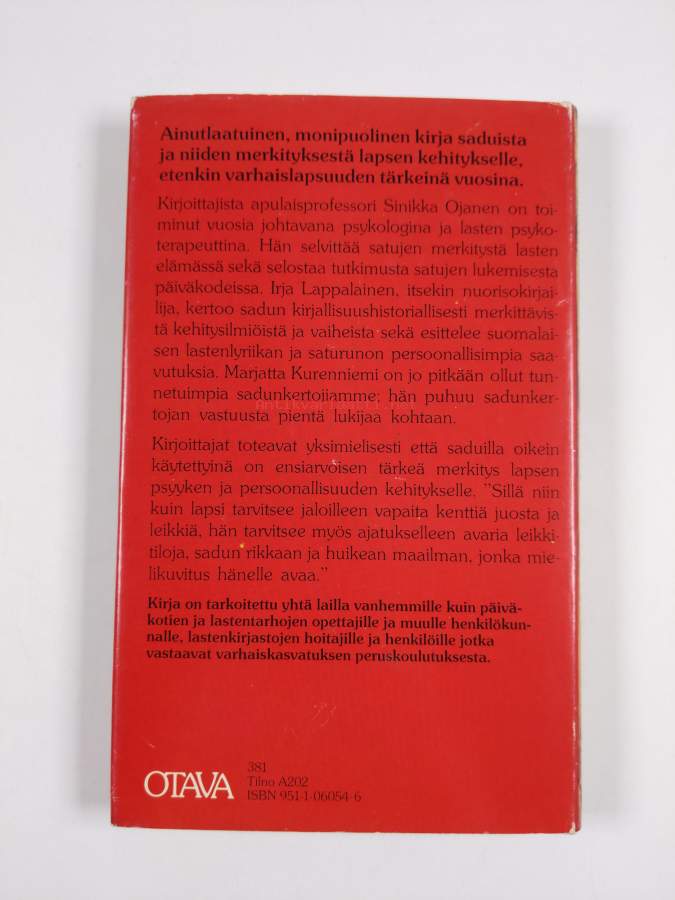 Ainutlaatuinen, monipuolinen kirja saduista
ja niiden merkityksestä lapsen kehitykselle,
etenkin varhaislapsuuden tärkeinä vuosina.
Kirjoittajista apulaisprofessori Sinikka Ojanen on toi-
minut vuosia johtavana psykologina ja lasten psyko-
terapeuttina. Hän selvittää satujen merkitystä lasten
elämässä sekä selostaa tutkimusta satujen lukemisesta
päiväkodeissa. Irja Lappalainen, itsekin nuorisokirjai-
lija, kertoo sadun kirjallisuushistoriallisesti merkittävis-
tä kehitysilmiöistä ja vaiheista sekä esittelee suomalai-
sen lastenlyriikan ja saturunon persoonallisimpia saa-
vutuksia. Marjatta Kurenniemi on jo pitkään ollut tun-
netuimpia sadunkertojiamme; hän puhuu sadunker-
tojan vastuusta pientä lukijaa kohtaan.
Kirjoittajat toteavat yksimielisesti että saduilla oikein
käytettyinä on ensiarvoisen tärkeä merkitys lapsen
psyyken ja persoonallisuuden kehitykselle. "Sillä niin
kuin lapsi tarvitsee jaloilleen vapaita kenttiä juosta ja
leikkiä, hän tarvitsee myös ajatukselleen avaria leikki-
tiloja, sadun rikkaan ja huikean maailman, jonka mie-
likuvitus hänelle avaa."
Kirja on tarkoitettu yhtä lailla vanhemmille kuin päivä-
kotien ja lastentarhojen opettajille ja muulle henkilökun-
nalle, lastenkirjastojen hoitajille ja henkilöille jotka
vastaavat varhaiskasvatuksen peruskoulutuksesta.
OTAVA
381
Tilno A202
ISBN 951-1-06054-6